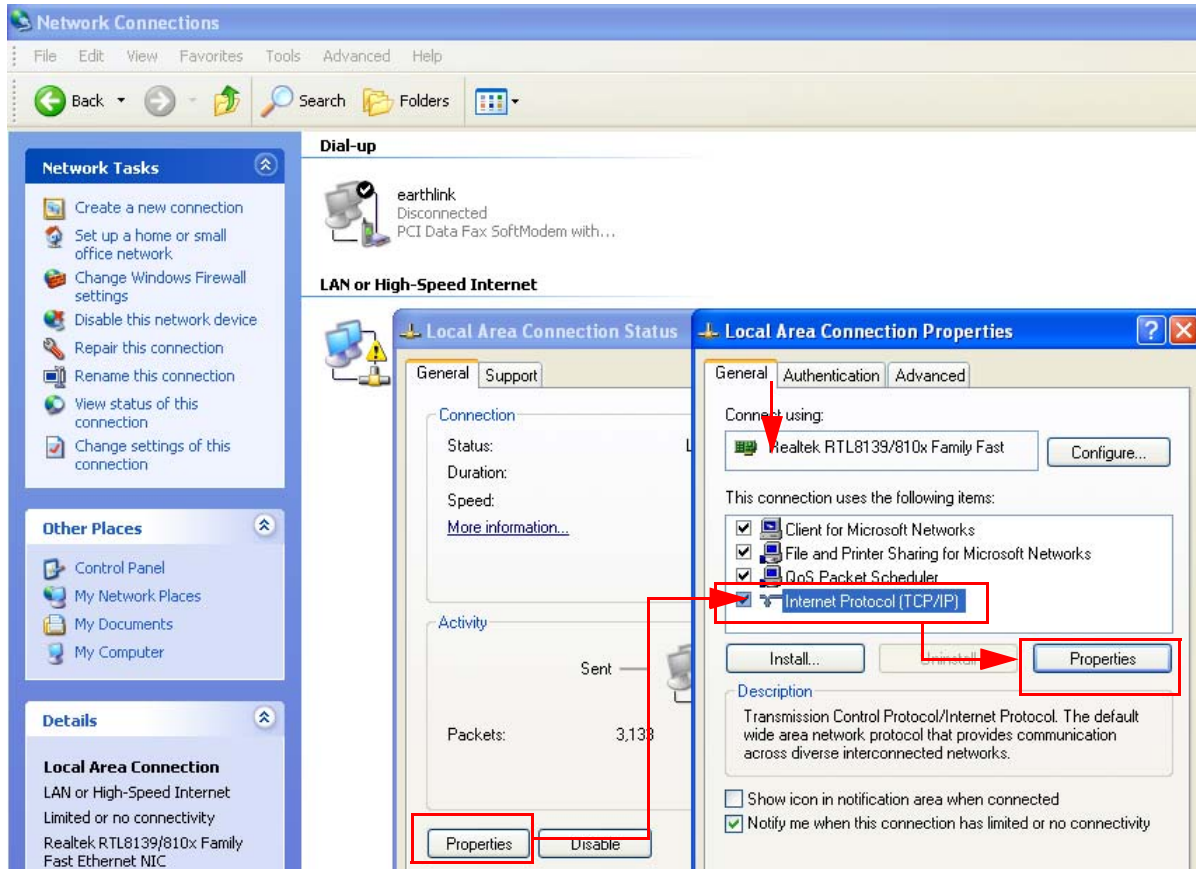 Network Connections
File Edit View Favorites Tools Advanced Help
Back Search Folders
Network Tasks
Create a new connection
Set up a home or small
office network
Change Windows Firewall
settings
Disable this network device
Repair this connection
Rename this connection
View status of this
connection
Change settings of this
connection
Other Places
Control Panel
My Network Places
My Documents
My Computer
Details
Local Area Connection
LAN or High-Speed Internet
Limited or no connectivity
Realtek RTL8139/810x Family
Fast Ethernet NIC
Dial-up
earthlink
Disconnected
PCI Data Fax SoftModem with...
LAN or High-Speed Internet
Local Area Connection Status
General Support
Connection
Status: L
Duration:
Speed:
More information...
Activity
Sent
Packets: 3,133
Properties Disable
Local Area Connection Properties
General Authentication Advanced
Connect using:
Realtek RTL8139/810x Family Fast
Configure...
This connection uses the following items:
Client for Microsoft Networks
File and Printer Sharing for Microsoft Networks
QoS Packet Scheduler
Internet Protocol (TCP/IP)
Install... Uninstall Properties
Description
Transmission Control Protocol/Internet Protocol. The default
wide area network protocol that provides communication
across diverse interconnected networks.
Show icon in notification area when connected
Notify me when this connection has limited or no connectivity